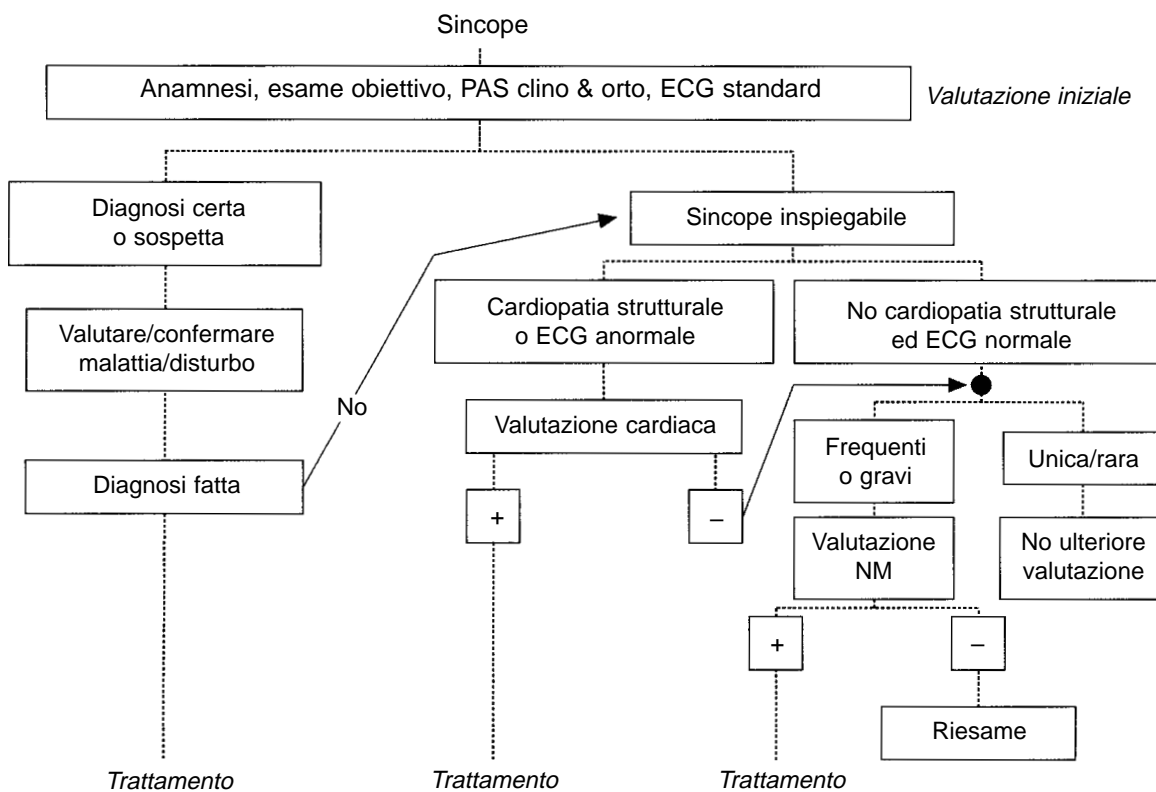 Sincope
Anamnesi, esame obiettivo, PAS clino & orto, ECG standard
Valutazione iniziale
Diagnosi certa
o sospetta
Sincope inspiegabile
Valutare/confermare
malattia/disturbo
Cardiopatia strutturale
o ECG anormale
No cardiopatia strutturale
ed ECG normale
No
Valutazione cardiaca
Frequenti
o gravi
Unica/rara
Diagnosi fatta
+
–
Valutazione
NM
No ulteriore
valutazione
+
–
Riesame
Trattamento
Trattamento
Trattamento